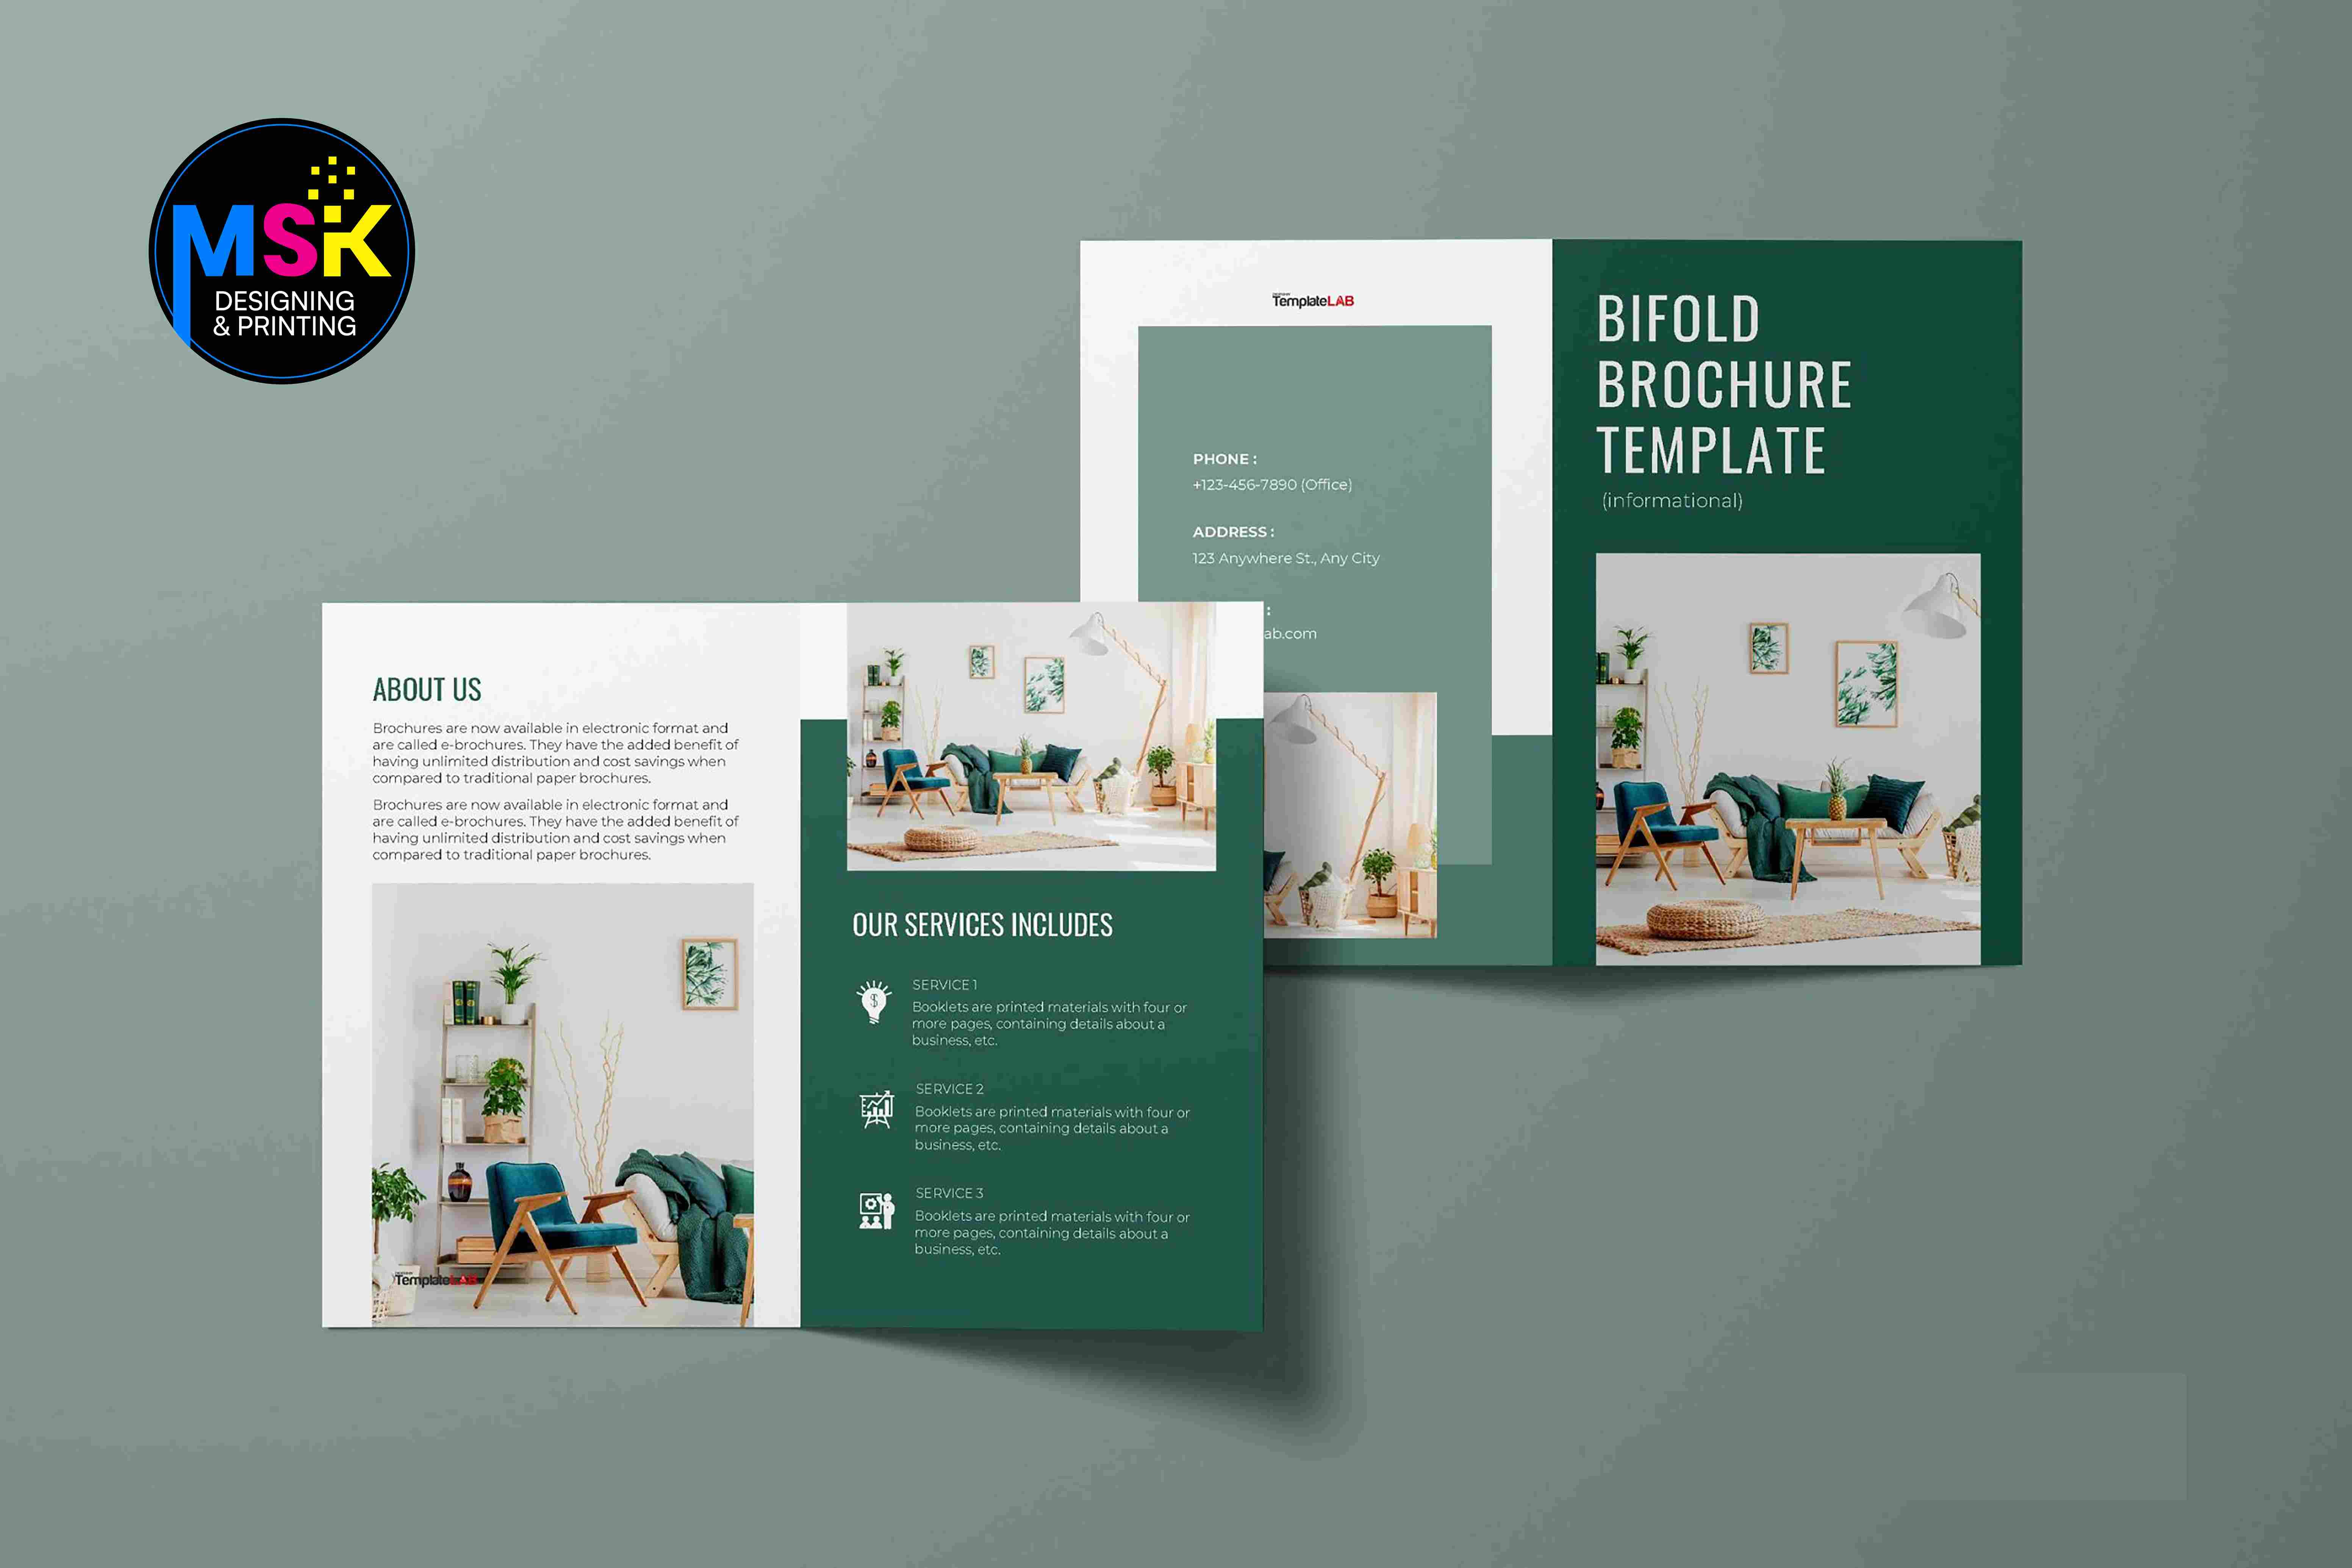 MSK
DESIGNING
& PRINTING
TemplateLAB
PHONE :
+123-456-7890 (Office)
ADDRESS :
123 Anywhere St., Any City
:
ab.com
BIFOLD
BROCHURE
TEMPLATE
(informational)
ABOUT US
Brochures are now available in electronic format and
are called e-brochures. They have the added benefit of
having unlimited distribution and cost savings when
compared to traditional paper brochures.
Brochures are now available in electronic format and
are called e-brochures. They have the added benefit of
having unlimited distribution and cost savings when
compared to traditional paper brochures.
TemplateLAB
OUR SERVICES INCLUDES
SERVICE 1
Booklets are printed materials with four or
more pages, containing details about a
business, etc.
SERVICE 2
Booklets are printed materials with four or
more pages, containing details about a
business, etc.
SERVICE 3
Booklets are printed materials with four or
more pages, containing details about a
business, etc.